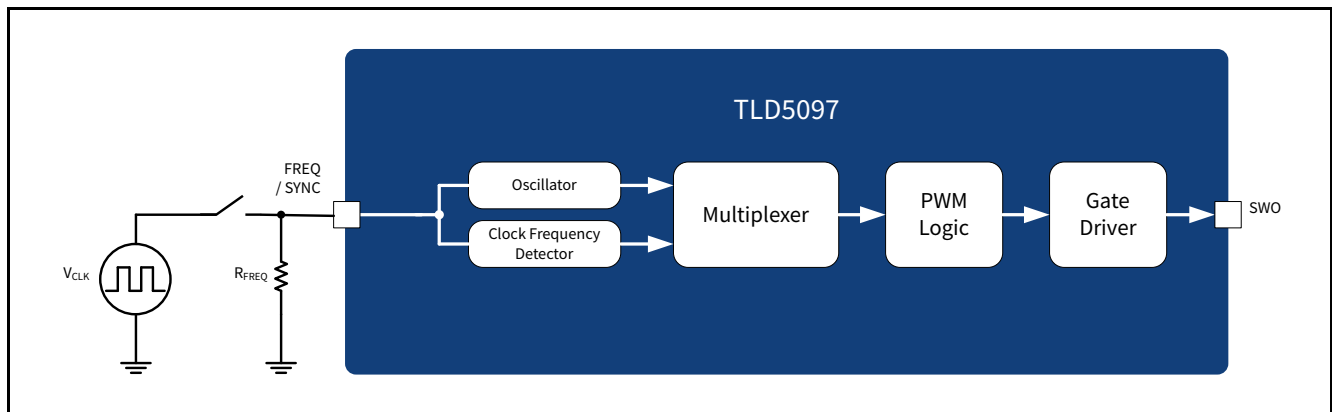 TLD5097
FREQ
/ SYNC
Oscillator
Multiplexer
PWM
Logic
Gate
Driver
SWO
Clock Frequency
Detector
VCLK
RFREQ